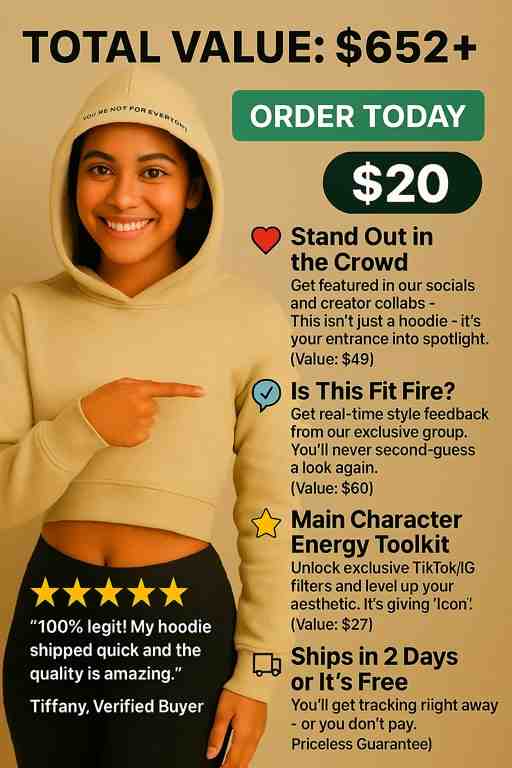 TOTAL VALUE: $652+
YOU'RE NOT FOR EVERYONE
ORDER TODAY
$20
Stand Out in
the Crowd
Get featured in our socials
and creator collabs -
This isn't just a hoodie - it's
your entrance into spotlight.
(Value: $49)
Is This Fit Fire?
Get real-time style feedback
from our exclusive group.
You'll never second-guess
a look again.
(Value: $60)
Main Character
Energy Toolkit
Unlock exclusive TikTok/IG
filters and level up your
aesthetic. It's giving 'Icon'.
(Value: $27)
Ships in 2 Days
or It's Free
You'll get tracking riight away
- or you don't pay.
Priceless Guarantee)
"100% legit! My hoodie
shipped quick and the
quality is amazing."
Tiffany, Verified Buyer